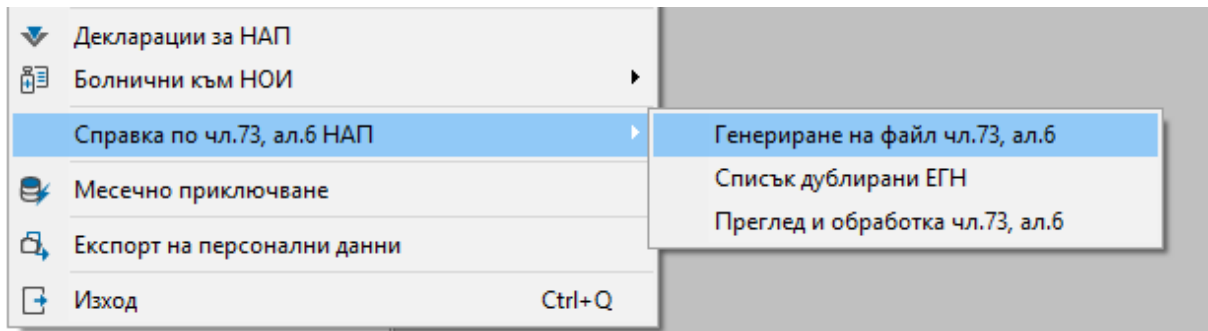 Декларации за НАП
Болнични към НОИ
Справка по чл.73, ал.6 НАП
Генериране на файл чл.73, ал.6
Списък дублирани ЕГН
Преглед и обработка чл.73, ал.6
Месечно приключване
Експорт на персонални данни
Изход Ctrl+Q